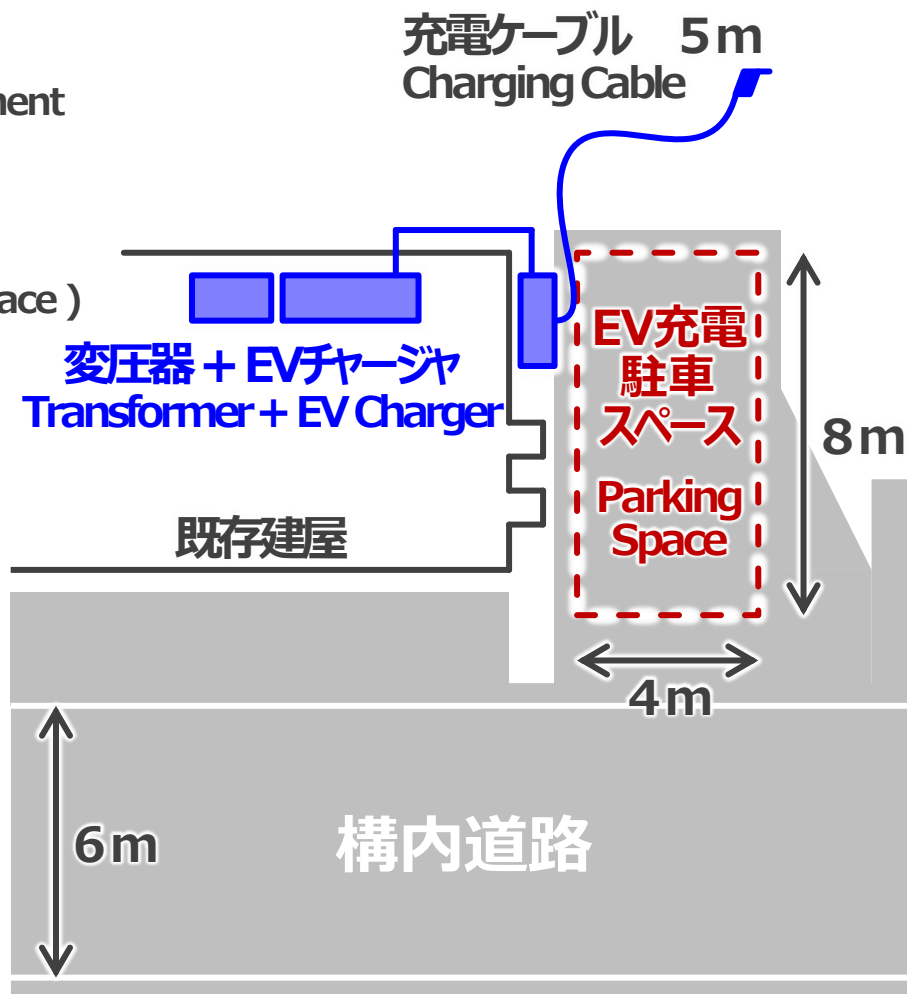 充電ケーブル 5m
Charging Cable
ment
ace )
変圧器 + EVチャージャ
Transformer + EV Charger
EV充電
駐車
スペース
Parking
Space
8m
既存建屋
4m
6m
構内道路